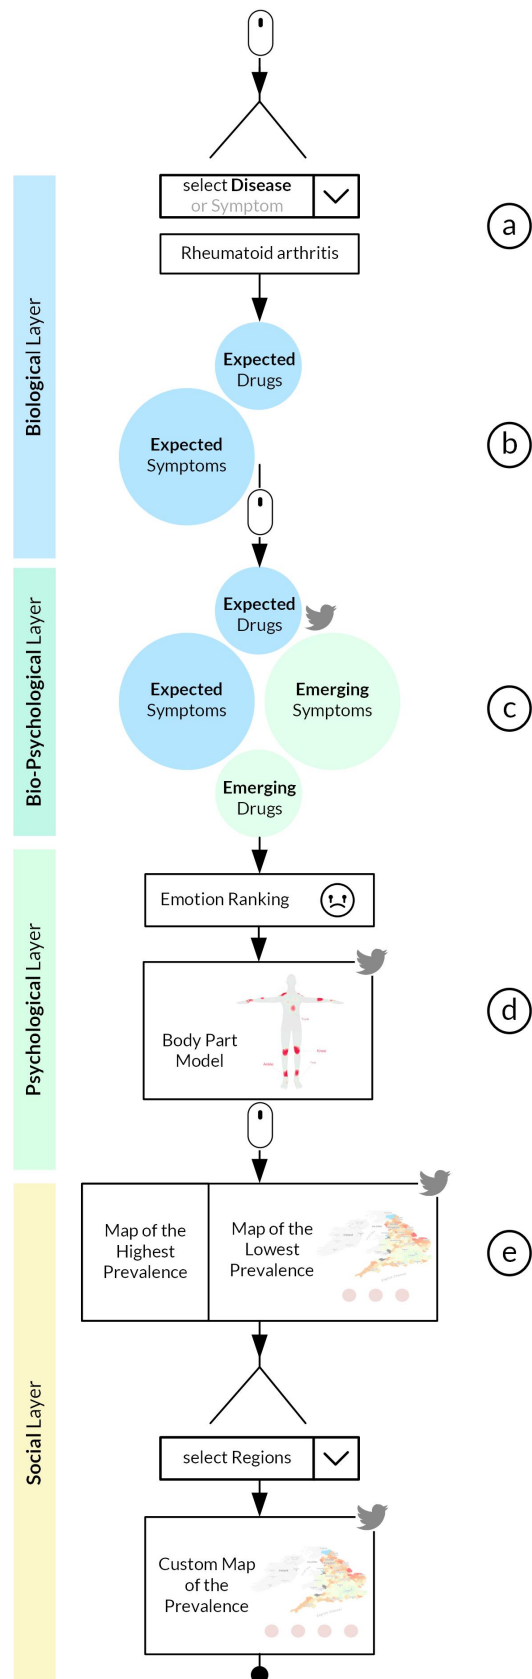 select Disease
or Symptom
a
Rheumatoid arthritis
Biological Layer
Expected
Drugs
Expected
Symptoms
b
Bio-Psychological Layer
Expected
Drugs
Expected
Symptoms
Emerging
Symptoms
c
Emerging
Drugs
Psychological Layer
Emotion Ranking
Body Part
Model
d
Social Layer
Map of the
Highest
Prevalence
Map of the
Lowest
Prevalence
e
select Regions
Custom Map
of the
Prevalence